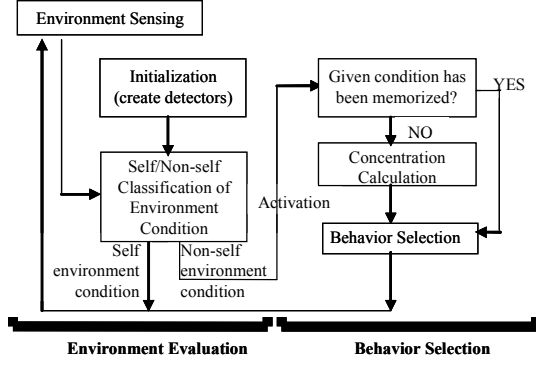 Environment Sensing
Initialization
(create detectors)
Given condition has
been memorized?
YES
NO
Self/Non-self
Classification of
Environment
Condition
Concentration
Calculation
Activation
Behavior Selection
Self
environment
condition
Non-self
environment
condition
Environment Evaluation
Behavior Selection